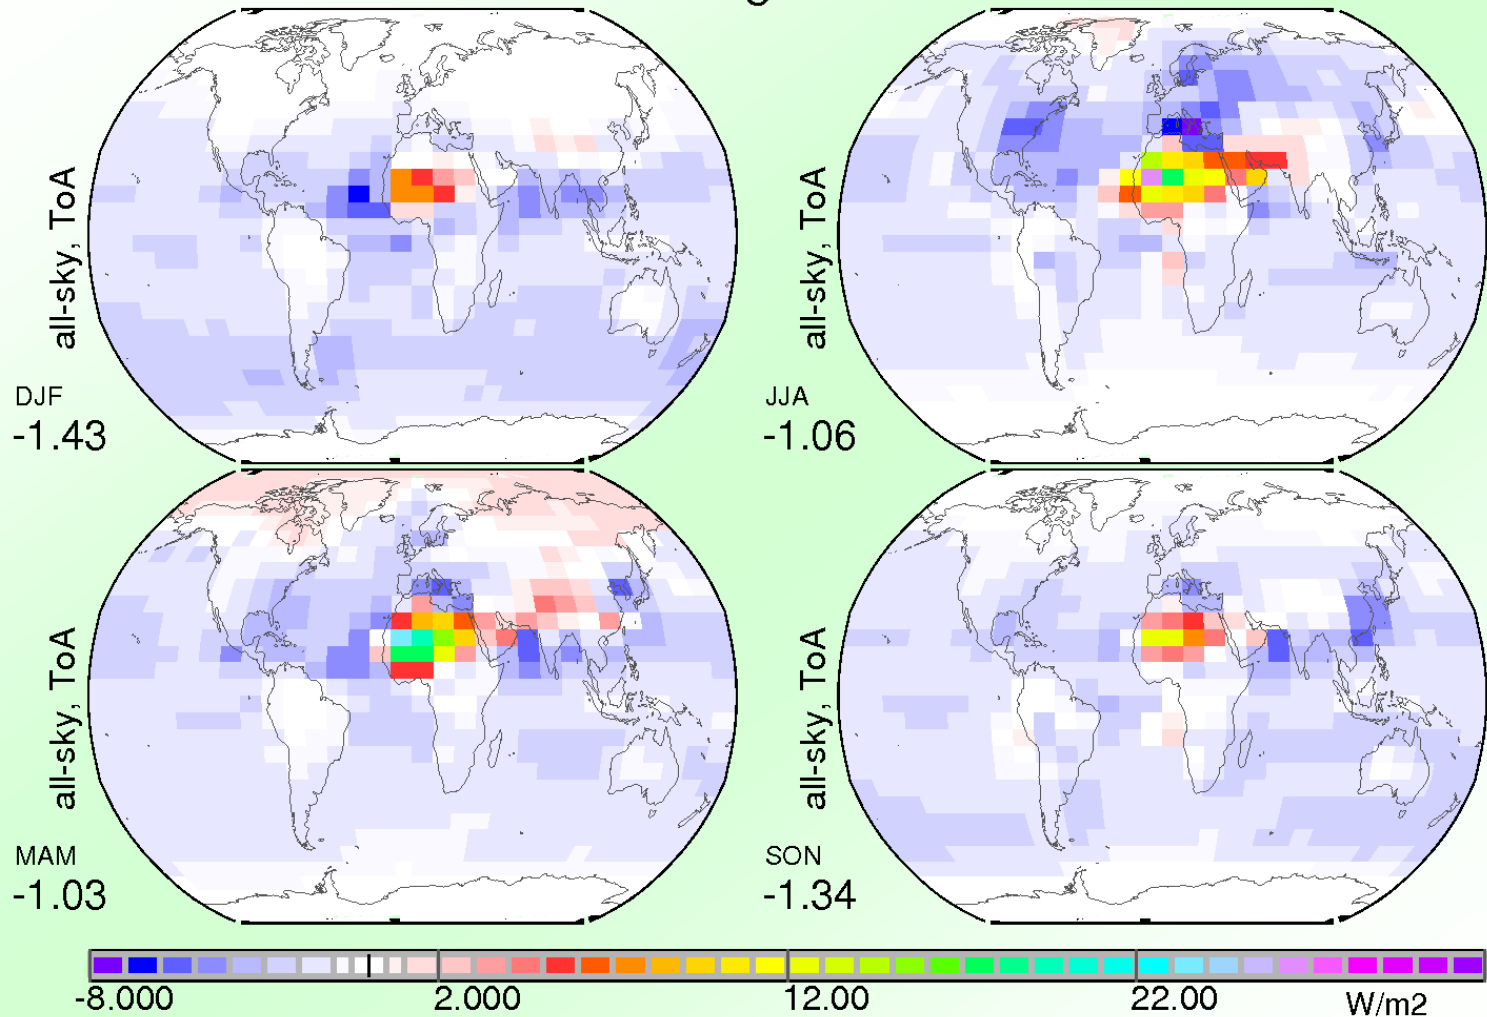 all-sky, ToA
DJF
-1.43
all-sky, ToA
JJA
-1.06
all-sky, ToA
MAM
-1.03
all-sky, ToA
SON
-1.34
-8.000 2.000 12.00 22.00 W/m2